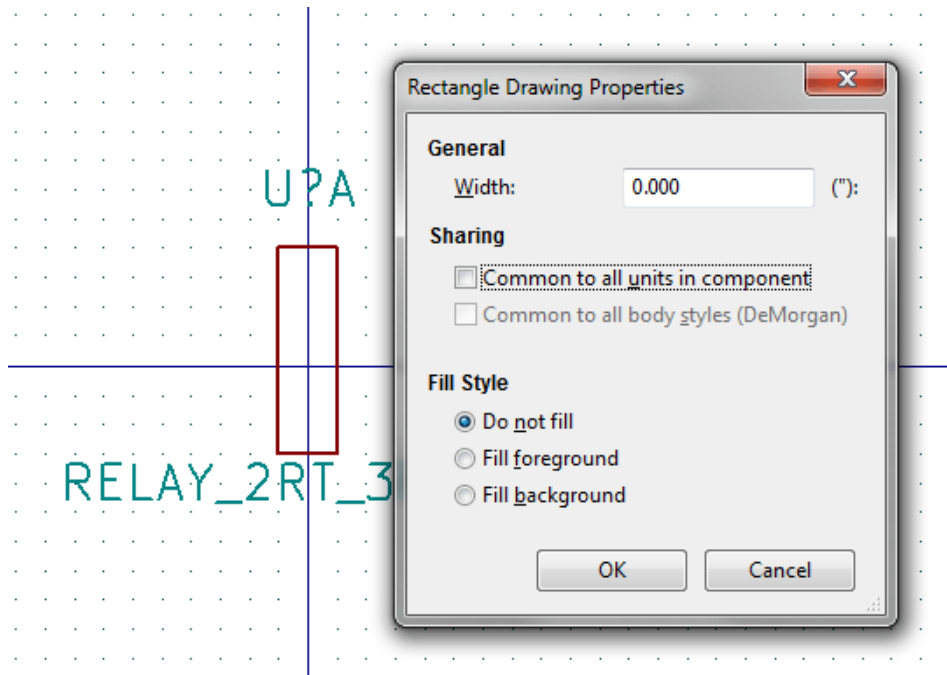 Rectangle Drawing Properties
x
General
Width: 0.000 ("):
Sharing
Common to all units in component
Common to all body styles (DeMorgan)
Fill Style
Do not fill
Fill foreground
Fill background
OK Cancel
U?A
RELAY_2RT_3